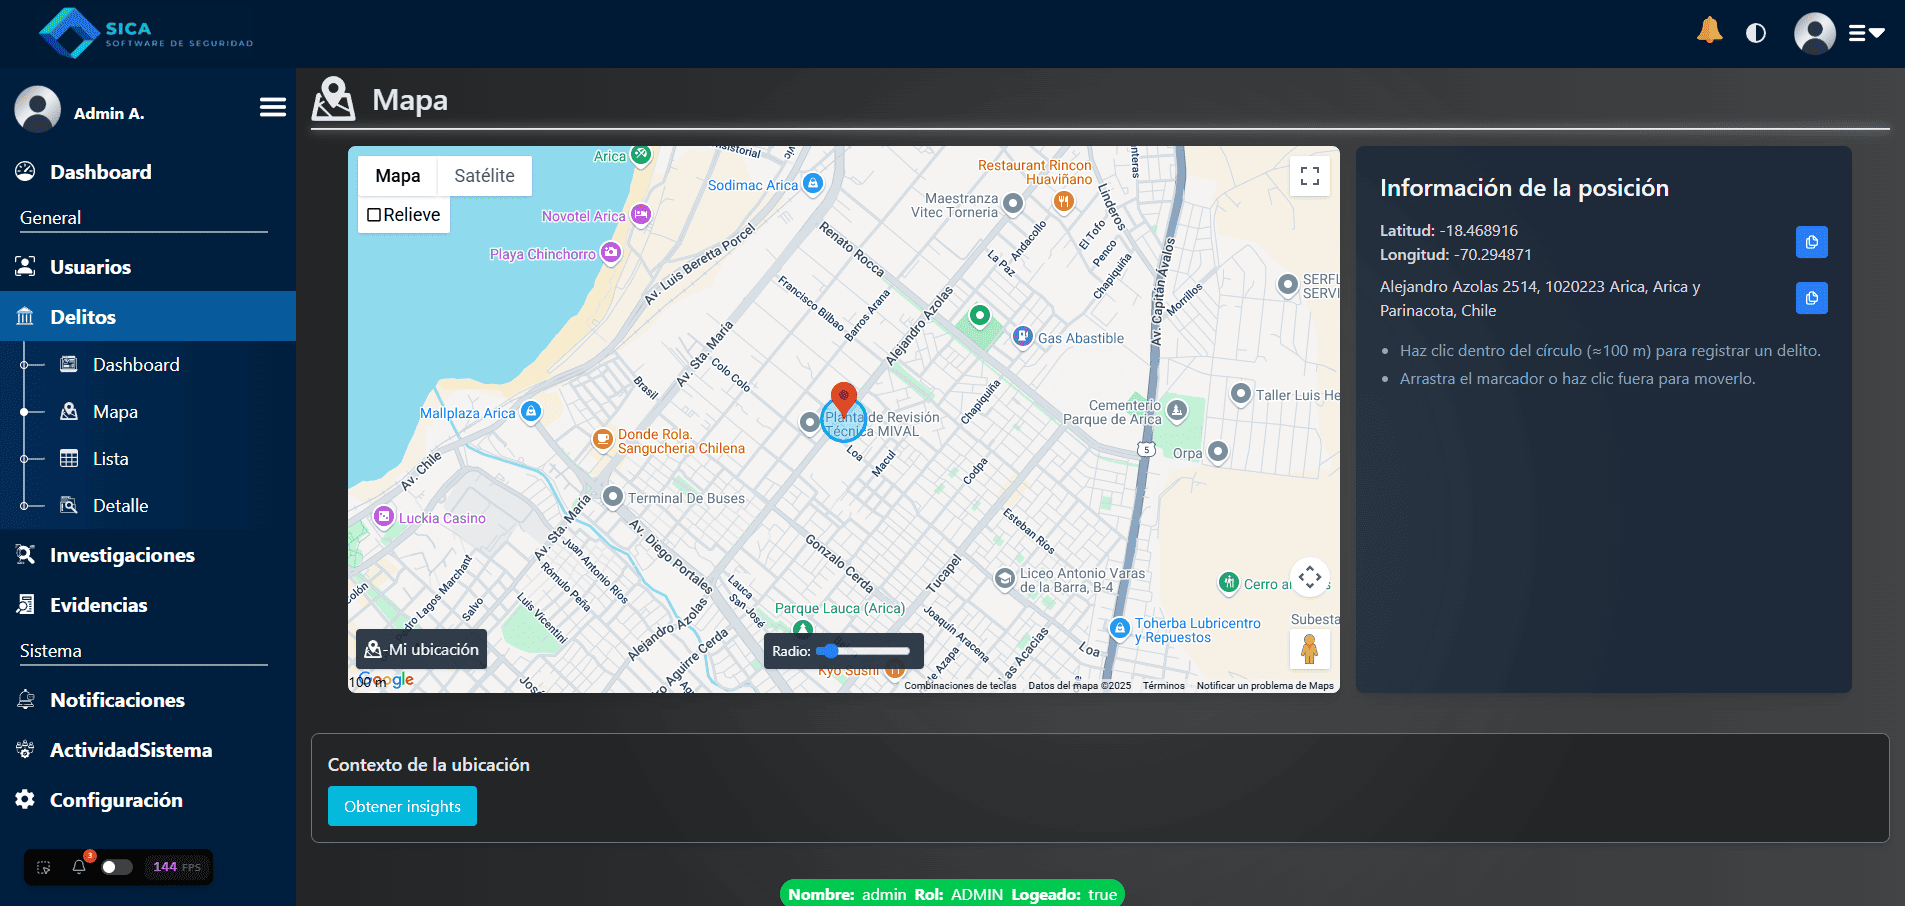 SICA
SOFTWARE DE SEGURIDAD
Admin A.
Dashboard
General
Usuarios
Delitos
Dashboard
Mapa
Lista
Detalle
Investigaciones
Evidencias
Sistema
Notificaciones
ActividadSistema
Configuración
3
144 FPS
Mapa
Mapa
Satélite
Relieve
Arica
Sodimac Arica
Novotel Arica
Playa Chinchorro
Restaurant Rincon
Huaviñano
Maestranza
Vitec Torneria
Linderos
Andacollo
El Tofo
Penco
La Paz
Chapiquiña
Av. Capitán Ávalos
Morrillos
Renato Rocca
Av. Luis Beretta Porcel
Francisco Bilbao
Barros Arana
Alejandro Azolas
Gas Abastible
Av. Sta. María
Colo Colo
Brasil
Mallplaza Arica
Planta de Revisión
Técnica MIVAL
Chapiquiña
Taller Luis He
Cementerio
Parque de Arica
5
Orpa
Donde Rola.
Sangucheria Chilena
Loa
Macul
Codpa
Av. Chile
Terminal De Buses
Luckia Casino
Av. Sta. María
Av. Diego Portales
Esteban Rios
Gonzalo Cerda
Juan Antonio Ríos
Rómulo Peña
Pedro Lagos Marchant
Salvo
Luis Vicentini
Lauca
San José
Tucapel
Liceo Antonio Varas
de la Barra, B-4
Parque Lauca (Arica)
Alejandro Azolas
Aguirre Cerda
Joaquín Aracena
Las Acacias
Azapa
Loa
Toherba Lubricentro
y Repuestos
Subesta
Kyo Sushi
Mi ubicación
Radio:
100 m
Google
Combinaciones de teclas
Datos del mapa ©2025
Términos
Notificar un problema de Maps
Información de la posición
Latitud: -18.468916
Longitud: -70.294871
Alejandro Azolas 2514, 1020223 Arica, Arica y
Parinacota, Chile
Haz clic dentro del círculo (≈100 m) para registrar un delito.
Arrastra el marcador o haz clic fuera para moverlo.
Contexto de la ubicación
Obtener insights
Nombre: admin Rol: ADMIN Logeado: true